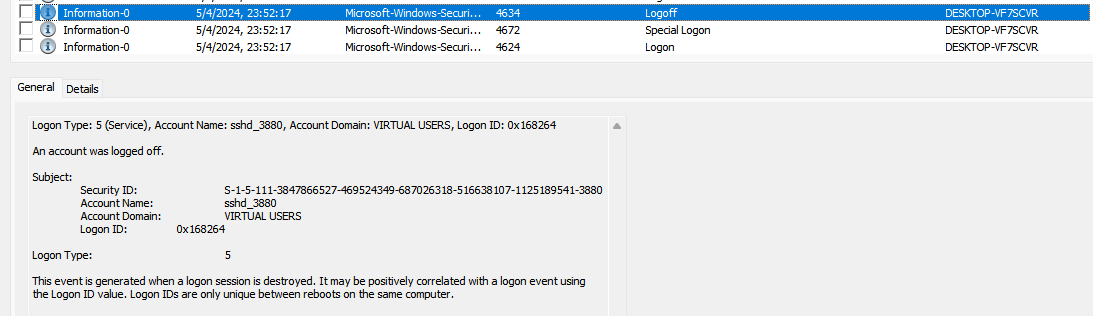 Information-0 5/4/2024, 23:52:17 Microsoft-Windows-Securi... 4634 Logoff DESKTOP-VF7SCVR
Information-0 5/4/2024, 23:52:17 Microsoft-Windows-Securi... 4672 Special Logon DESKTOP-VF7SCVR
Information-0 5/4/2024, 23:52:17 Microsoft-Windows-Securi... 4624 Logon DESKTOP-VF7SCVR
General Details
Logon Type: 5 (Service), Account Name: sshd_3880, Account Domain: VIRTUAL USERS, Logon ID: 0x168264
An account was logged off.
Subject:
Security ID: S-1-5-111-3847866527-469524349-687026318-516638107-1125189541-3880
Account Name: sshd_3880
Account Domain: VIRTUAL USERS
Logon ID: 0x168264
Logon Type: 5
This event is generated when a logon session is destroyed. It may be positively correlated with a logon event using
the Logon ID value. Logon IDs are only unique between reboots on the same computer.